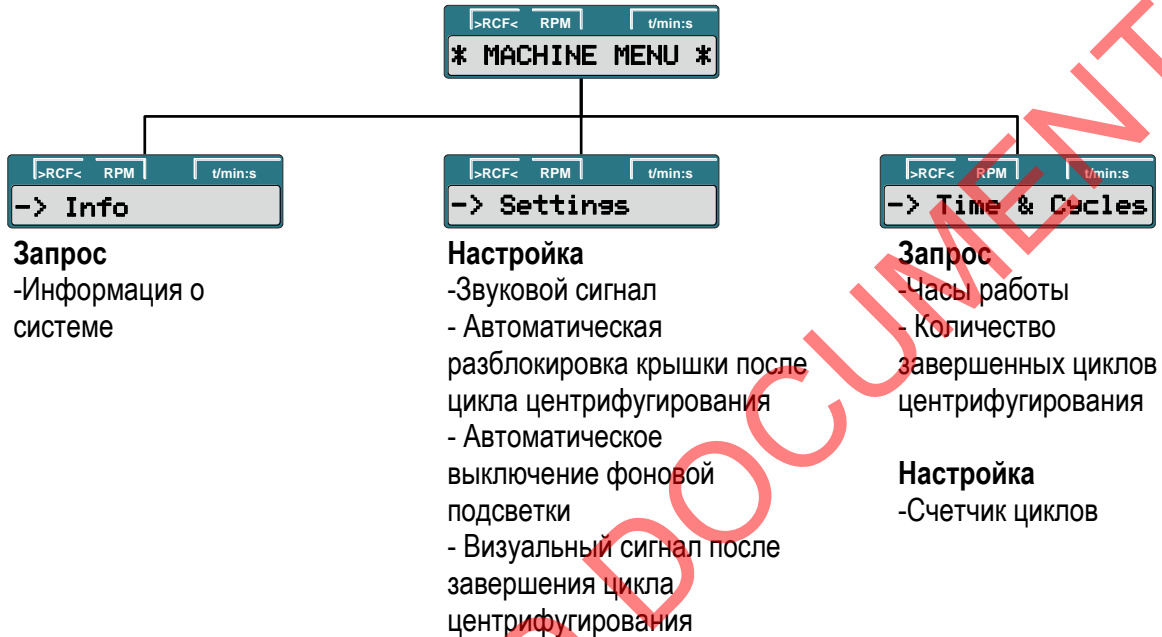 >RCF< RPM t/min:s
* MACHINE MENU *
>RCF< RPM t/min:s
-> Info
Запрос
-Информация о
системе
>RCF< RPM t/min:s
-> Settings
Настройка
-Звуковой сигнал
- Автоматическая
разблокировка крышки после
цикла центрифугирования
- Автоматическое
выключение фоновой
подсветки
- Визуальный сигнал после
завершения цикла
центрифугирования
>RCF< RPM t/min:s
-> Time & Cycles
Запрос
-Часы работы
- Количество
завершенных циклов
центрифугирования
Настройка
-Счетчик циклов
DOCUMENT